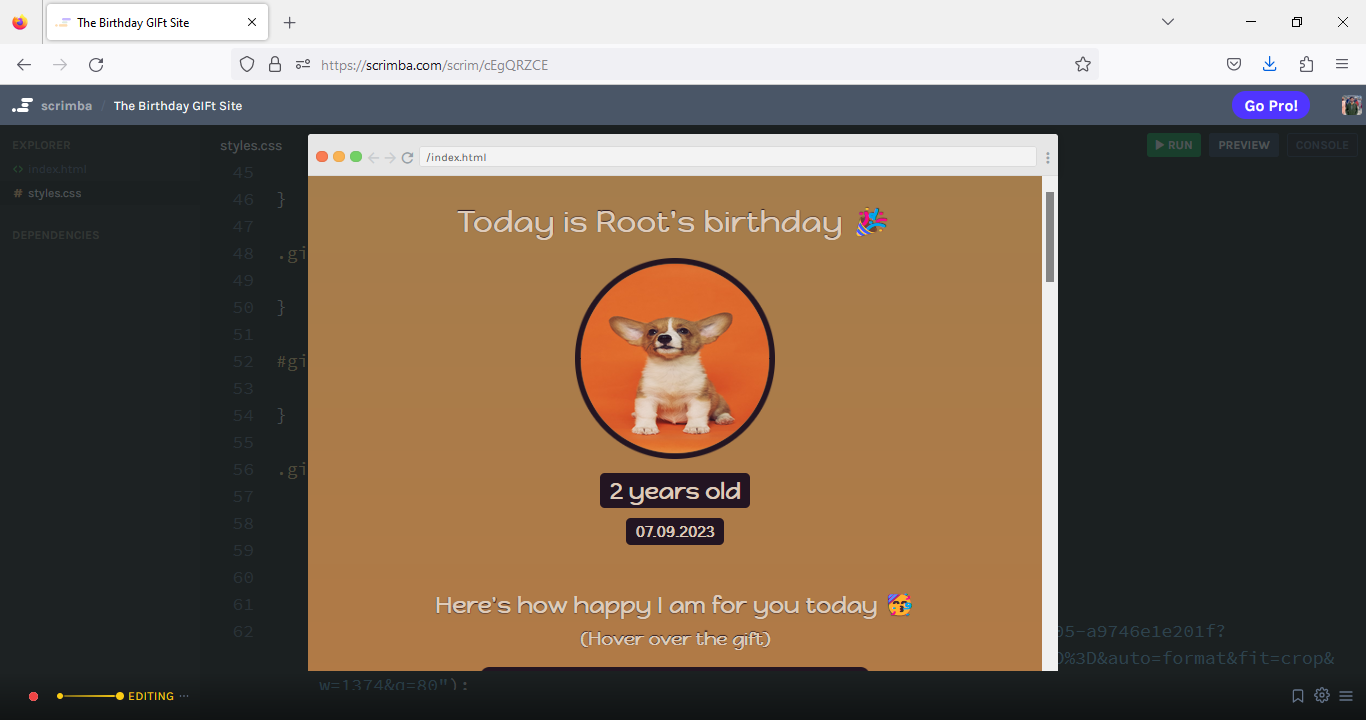 The Birthday GIFt Site
https://scrimba.com/scrim/cEgQRZCE
scrimba / The Birthday GIFt Site
Go Pro!
EXPLORER
<> index.html
# styles.css
DEPENDENCIES
styles.css
RUN
PREVIEW
CONSOLE
/index.html
45
46 }
47
48 .gi
49
50 }
51
52 #gi
53
54 }
55
56 .gi
57
58
59
60
61
62
Today is Root's birthday 🎉
2 years old
07.09.2023
Here's how happy I am for you today 🥳
(Hover over the gift)
05-a9746e1e201f?
D%3D&auto=format&fit=crop&
w=1374&q=80");
EDITING ...